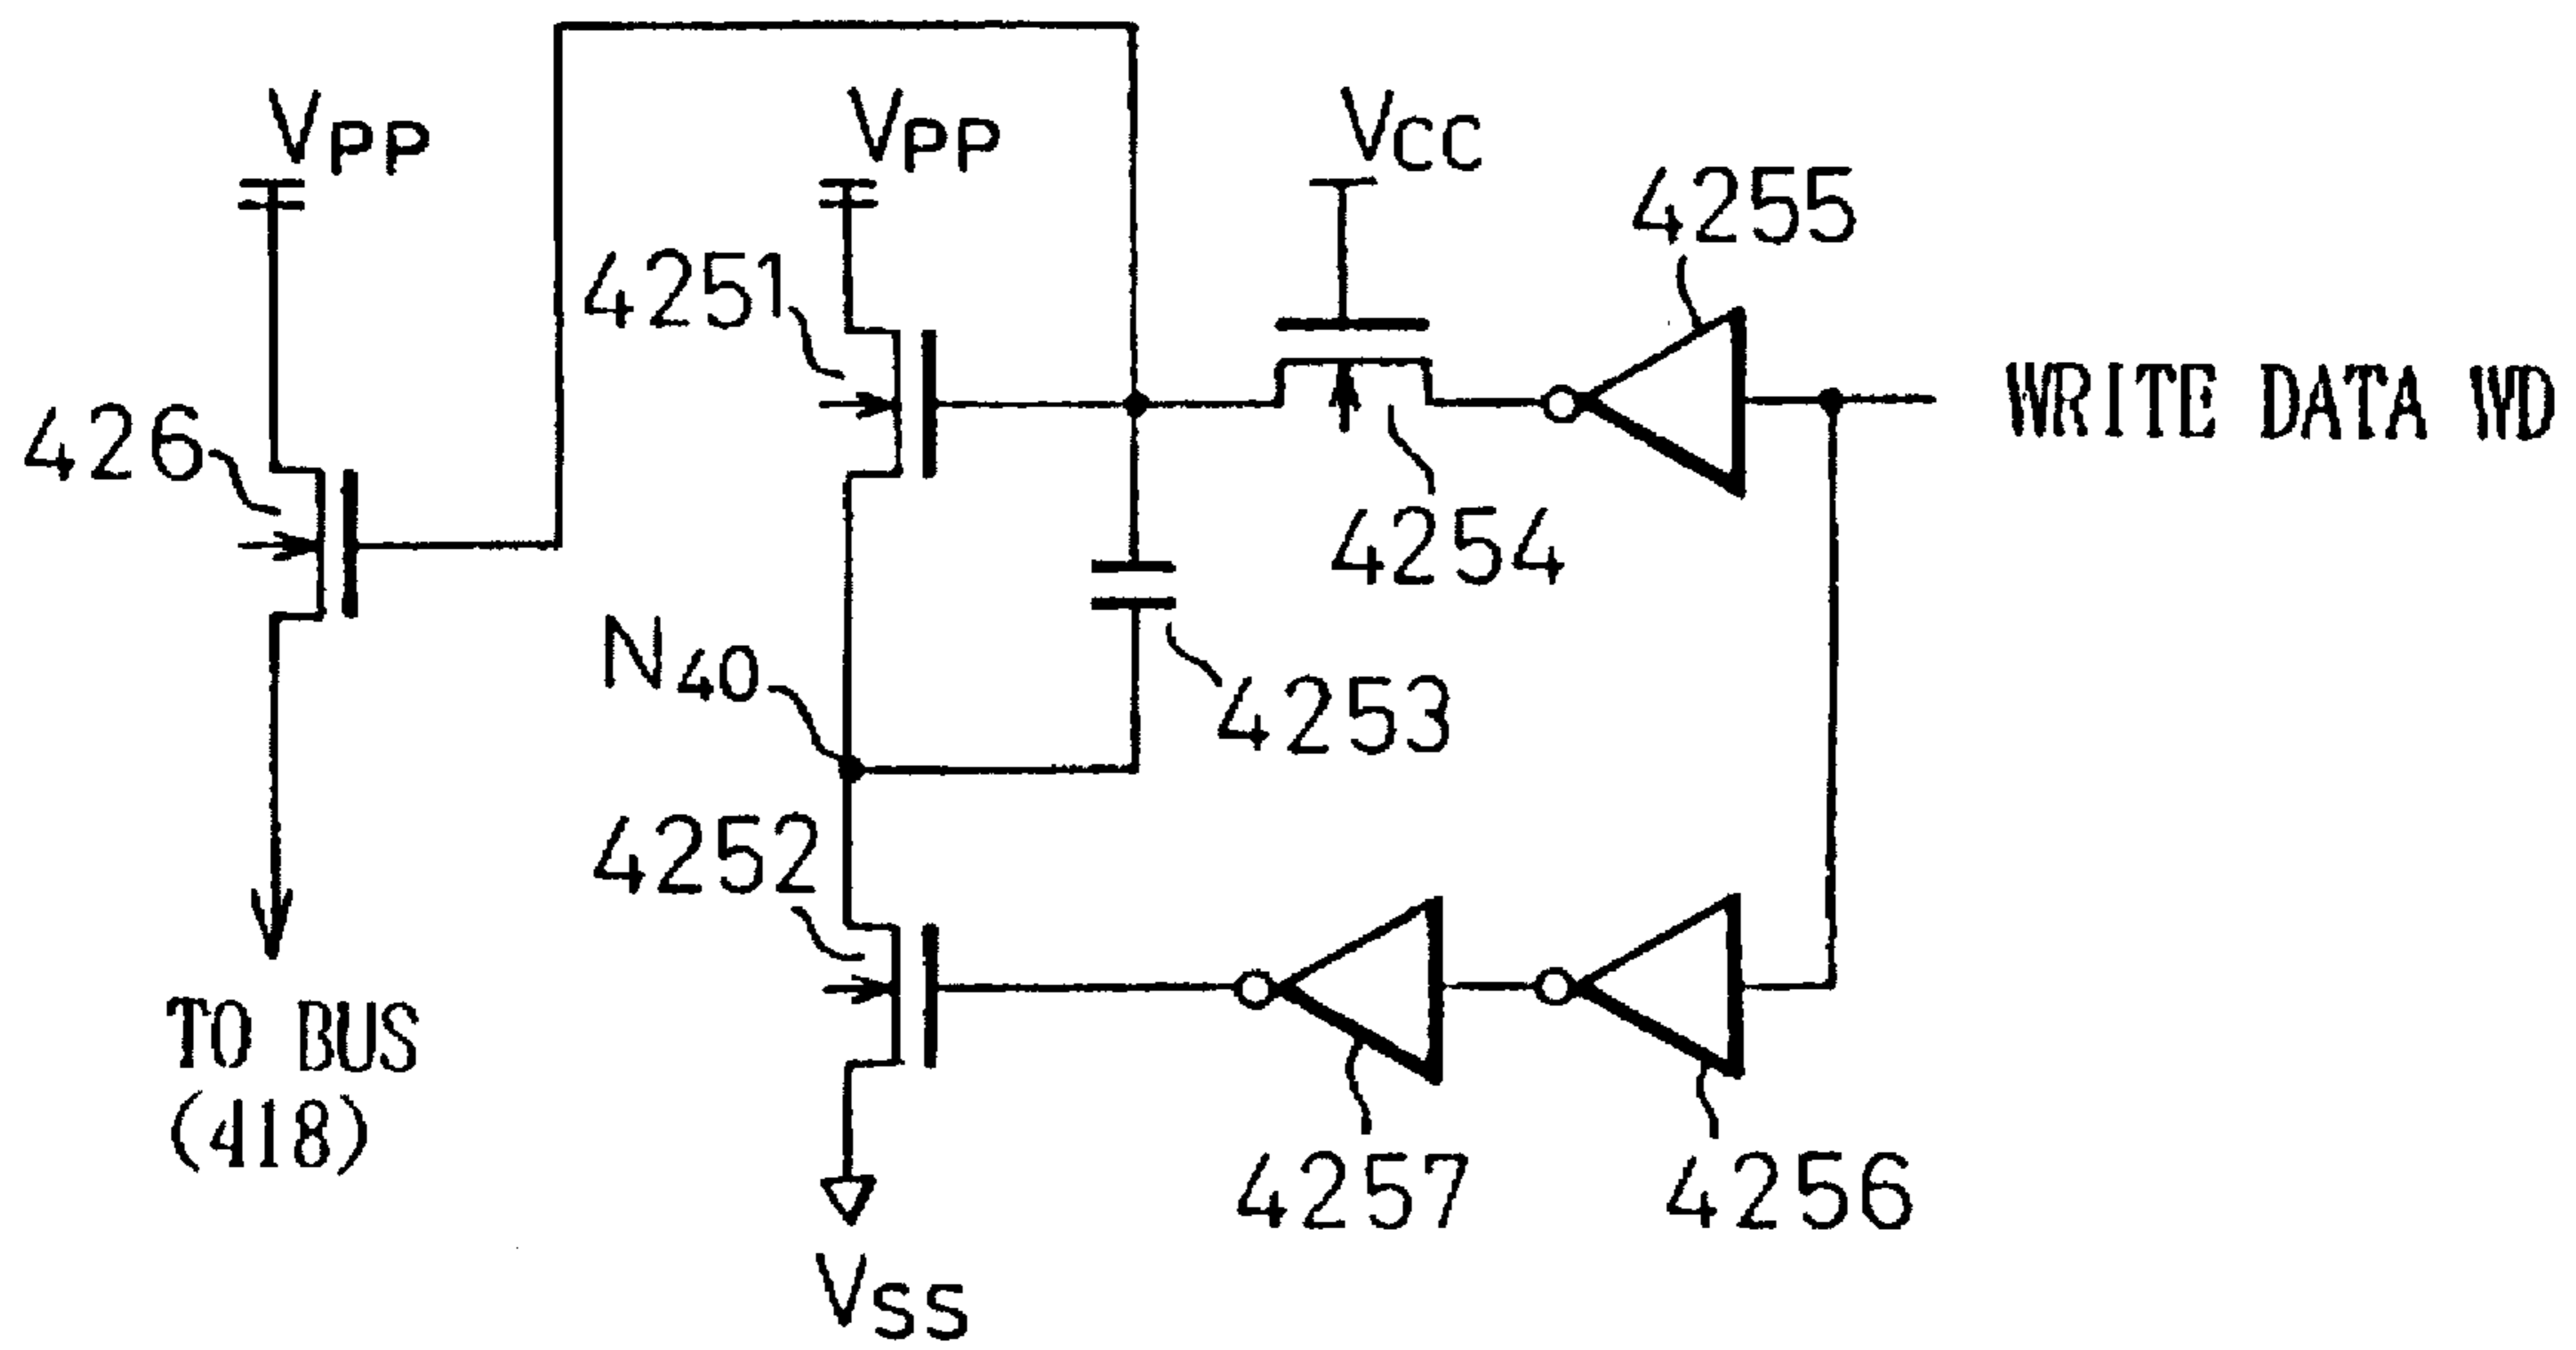 VPP
VPP
VCC
4255
4251
WRITE DATA WD
426
4254
N40
4253
4252
TO BUS
(418)
4257
4256
VSS